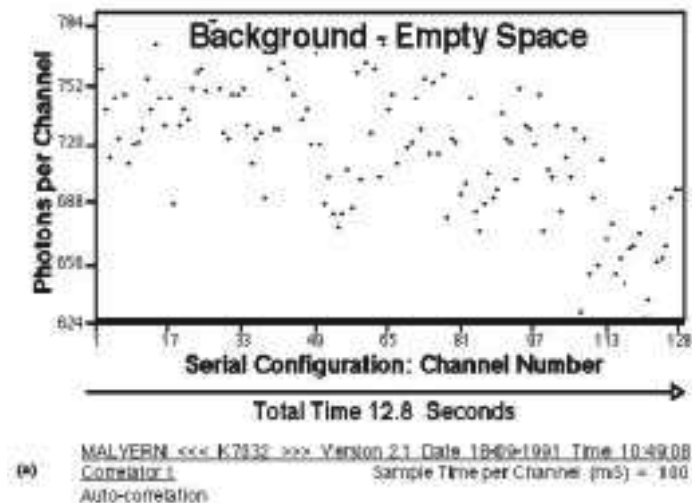 Background - Empty Space
Photons per Channel
784
752
720
688
656
624
1 17 33 49 65 81 97 113 128
Serial Configuration: Channel Number
Total Time 12.8 Seconds
(a)
MALVERN <<< K7032 >>> Version 2.1 Date 18-09-1991 Time 10:49:08
Correlator 1 Sample Time per Channel (mS) = 100
Auto-correlation